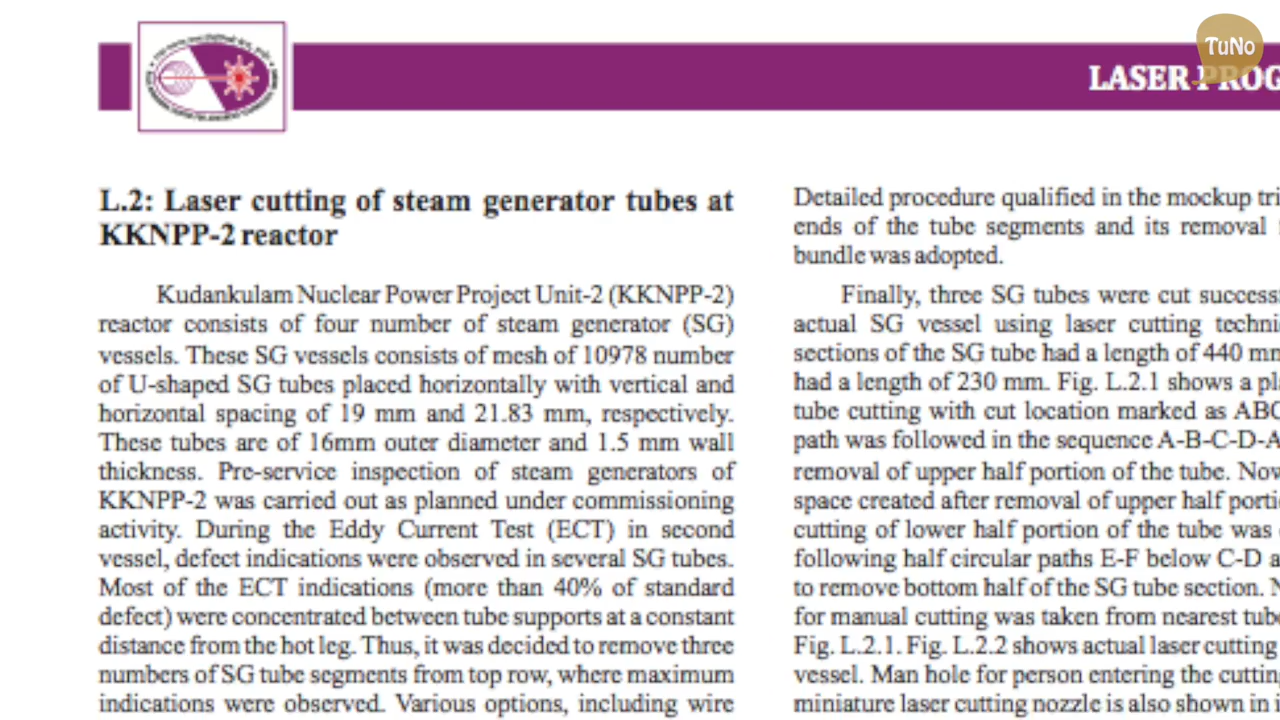 TuNo
LASER PROG
L.2: Laser cutting of steam generator tubes at
KKNPP-2 reactor
Kudankulam Nuclear Power Project Unit-2 (KKNPP-2)
reactor consists of four number of steam generator (SG)
vessels. These SG vessels consists of mesh of 10978 number
of U-shaped SG tubes placed horizontally with vertical and
horizontal spacing of 19 mm and 21.83 mm, respectively.
These tubes are of 16mm outer diameter and 1.5 mm wall
thickness. Pre-service inspection of steam generators of
KKNPP-2 was carried out as planned under commissioning
activity. During the Eddy Current Test (ECT) in second
vessel, defect indications were observed in several SG tubes.
Most of the ECT indications (more than 40% of standard
defect) were concentrated between tube supports at a constant
distance from the hot leg. Thus, it was decided to remove three
numbers of SG tube segments from top row, where maximum
indications were observed. Various options, including wire
Detailed procedure qualified in the mockup tri
ends of the tube segments and its removal
bundle was adopted.
Finally, three SG tubes were cut success
actual SG vessel using laser cutting techni
sections of the SG tube had a length of 440 mm
had a length of 230 mm. Fig. L.2.1 shows a pla
tube cutting with cut location marked as ABC
path was followed in the sequence A-B-C-D-A
removal of upper half portion of the tube. Now
space created after removal of upper half porti
cutting of lower half portion of the tube was
following half circular paths E-F below C-D a
to remove bottom half of the SG tube section. N
for manual cutting was taken from nearest tube
Fig. L.2.1. Fig. L.2.2 shows actual laser cutting
vessel. Man hole for person entering the cutting
miniature laser cutting nozzle is also shown in i